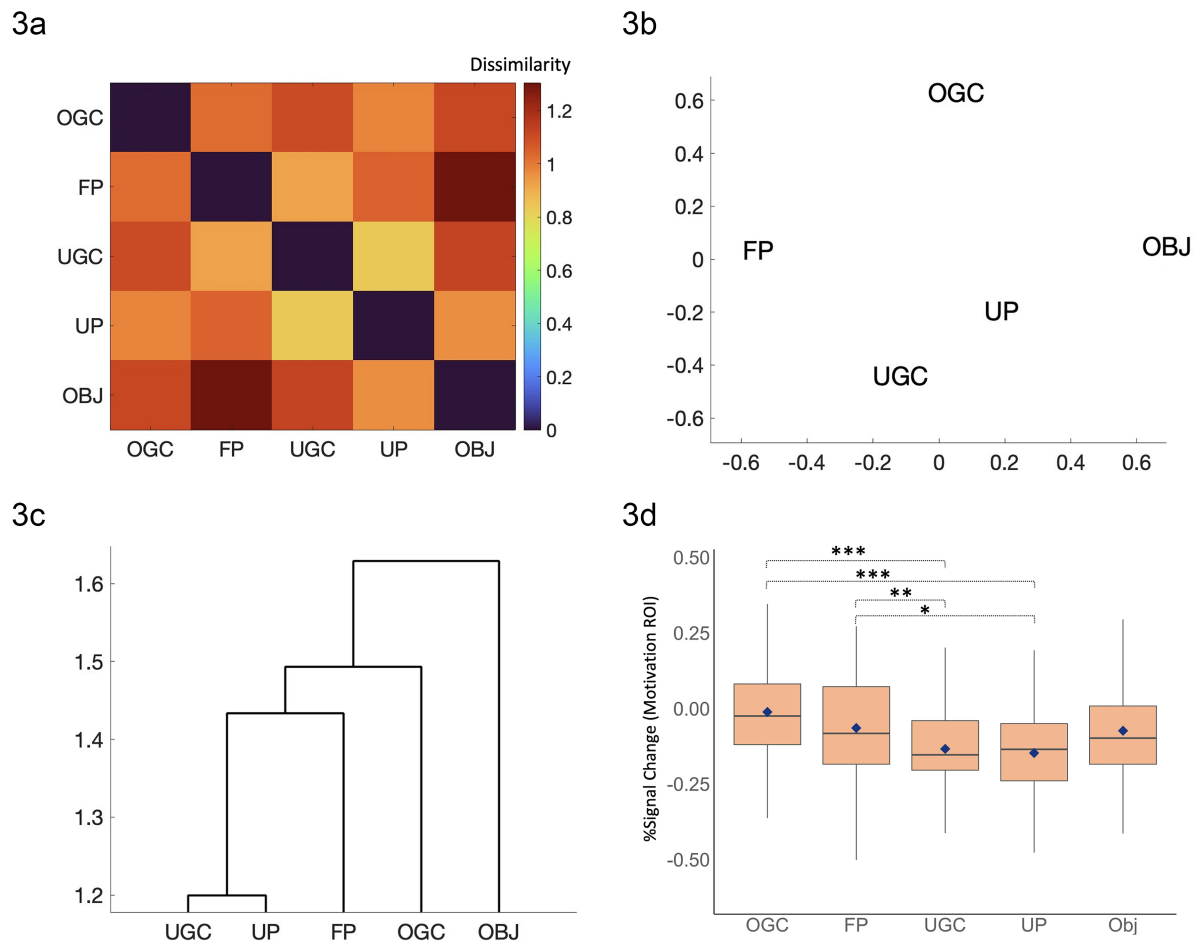 3a
Dissimilarity
OGC
FP
UGC
UP
OBJ
1.2
1
0.8
0.6
0.4
0.2
0
OGC FP UGC UP OBJ
3b
0.6
0.4
0.2
0
-0.2
-0.4
-0.6
OGC
FP
OBJ
UP
UGC
-0.6 -0.4 -0.2 0 0.2 0.4 0.6
3c
1.6
1.5
1.4
1.3
1.2
UGC UP FP OGC OBJ
3d
%Signal Change (Motivation ROI)
0.50
0.25
0.00
-0.25
-0.50
***
***
**
*
OGC FP UGC UP Obj